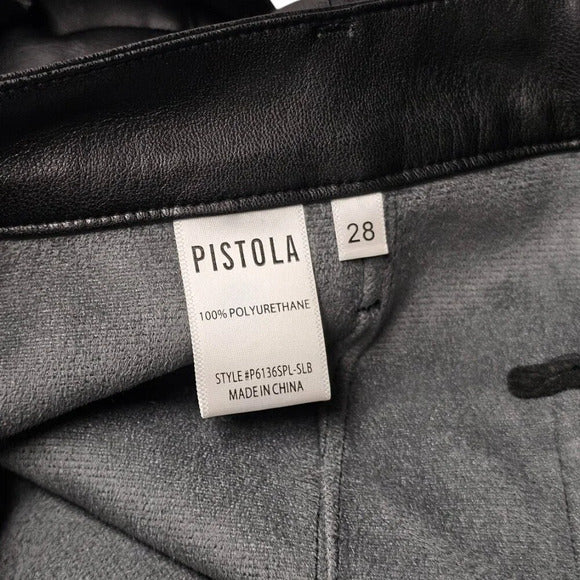 PISTOLA
28
100% POLYURETHANE
STYLE #P6136SPL-SLB
MADE IN CHINA